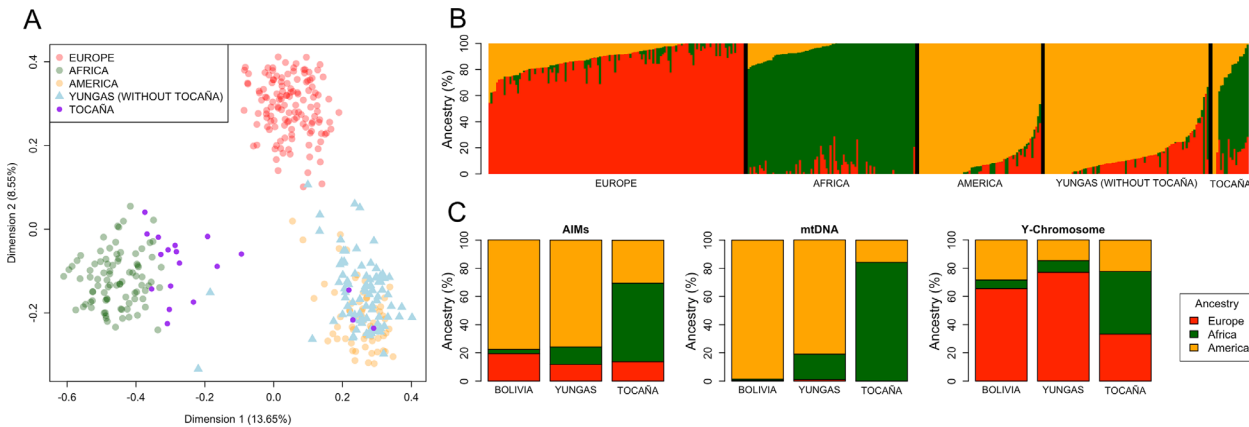 A
EUROPE
AFRICA
AMERICA
YUNGAS (WITHOUT TOCAÑA)
TOCAÑA
Dimension 2 (8.55%)
0.4
0.2
0.0
-0.2
-0.6 -0.4 -0.2 0.0 0.2 0.4
Dimension 1 (13.65%)
B
Ancestry (%)
100
80
60
40
20
0
EUROPE AFRICA AMERICA YUNGAS (WITHOUT TOCAÑA) TOCAÑA
C
AIMs
Ancestry (%)
100
80
60
40
20
0
BOLIVIA YUNGAS TOCAÑA
mtDNA
Ancestry (%)
100
80
60
40
20
0
BOLIVIA YUNGAS TOCAÑA
Y-Chromosome
Ancestry (%)
100
80
60
40
20
0
BOLIVIA YUNGAS TOCAÑA
Ancestry
Europe
Africa
America